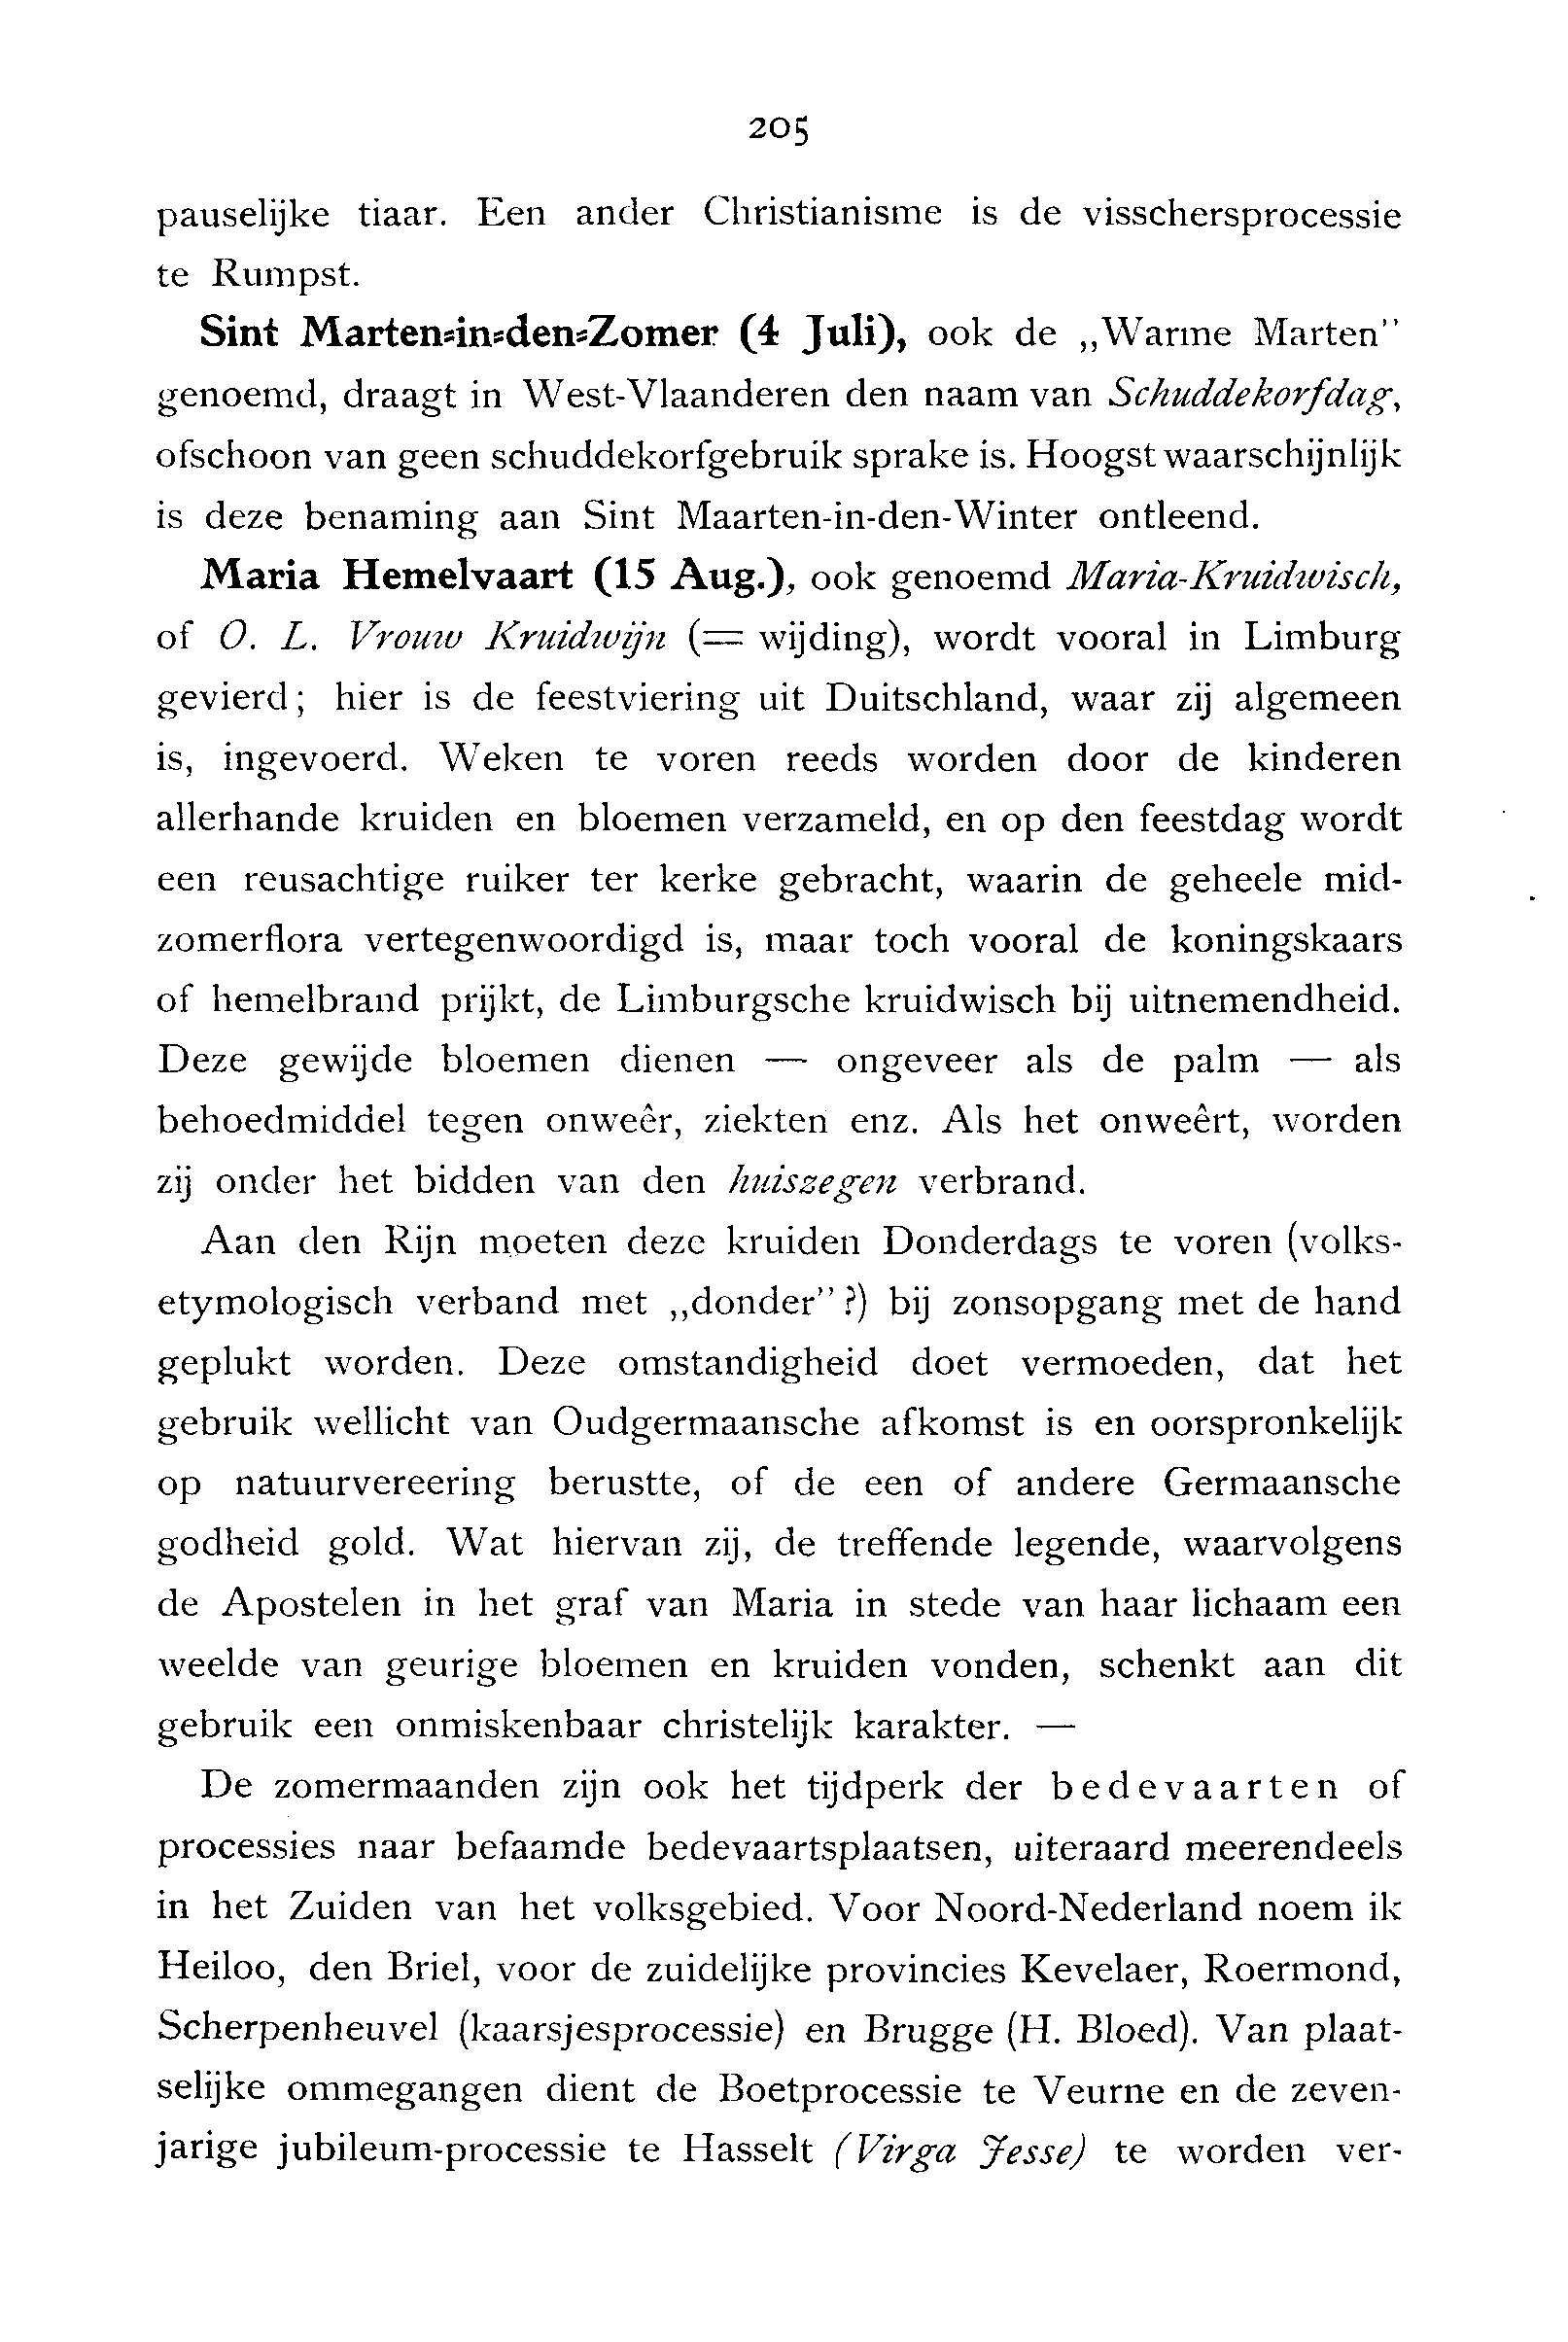 205
pauselijke tiaar. Een ander Christianisme is de visschersprocessie
te Rumpst.
Sint Marten-in-den-Zomer (4 Juli), ook de „Warme Marten”
genoemd, draagt in West-Vlaanderen den naam van Schuddekorfdag,
ofschoon van geen schuddekorfgebruik sprake is. Hoogst waarschijnlijk
is deze benaming aan Sint Maarten-in-den-Winter ontleend.
Maria Hemelvaart (15 Aug.), ook genoemd Maria-Kruidwisch,
of O. L. Vrouw Kruidwijn (= wijding), wordt vooral in Limburg
gevierd; hier is de feestviering uit Duitschland, waar zij algemeen
is, ingevoerd. Weken te voren reeds worden door de kinderen
allerhande kruiden en bloemen verzameld, en op den feestdag wordt
een reusachtige ruiker ter kerke gebracht, waarin de geheele mid-
zomerflora vertegenwoordigd is, maar toch vooral de koningskaars
of hemelbrand prijkt, de Limburgsche kruidwisch bij uitnemendheid.
Deze gewijde bloemen dienen — ongeveer als de palm — als
behoedmiddel tegen onweêr, ziekten enz. Als het onweêrt, worden
zij onder het bidden van den huiszegen verbrand.
Aan den Rijn moeten deze kruiden Donderdags te voren (volks-
etymologisch verband met „donder” ?) bij zonsopgang met de hand
geplukt worden. Deze omstandigheid doet vermoeden, dat het
gebruik wellicht van Oudgermaansche afkomst is en oorspronkelijk
op natuurvereering berustte, of de een of andere Germaansche
godheid gold. Wat hiervan zij, de treffende legende, waarvolgens
de Apostelen in het graf van Maria in stede van haar lichaam een
weelde van geurige bloemen en kruiden vonden, schenkt aan dit
gebruik een onmiskenbaar christelijk karakter. —
De zomermaanden zijn ook het tijdperk der bedevaarten of
processies naar befaamde bedevaartsplaatsen, uiteraard meerendeels
in het Zuiden van het volksgebied. Voor Noord-Nederland noem ik
Heiloo, den Briel, voor de zuidelijke provincies Kevelaer, Roermond,
Scherpenheuvel (kaarsjesprocessie) en Brugge (H. Bloed). Van plaat-
selijke ommegangen dient de Boetprocessie te Veurne en de zeven-
jarige jubileum-processie te Hasselt (Virga Jesse) te worden ver-